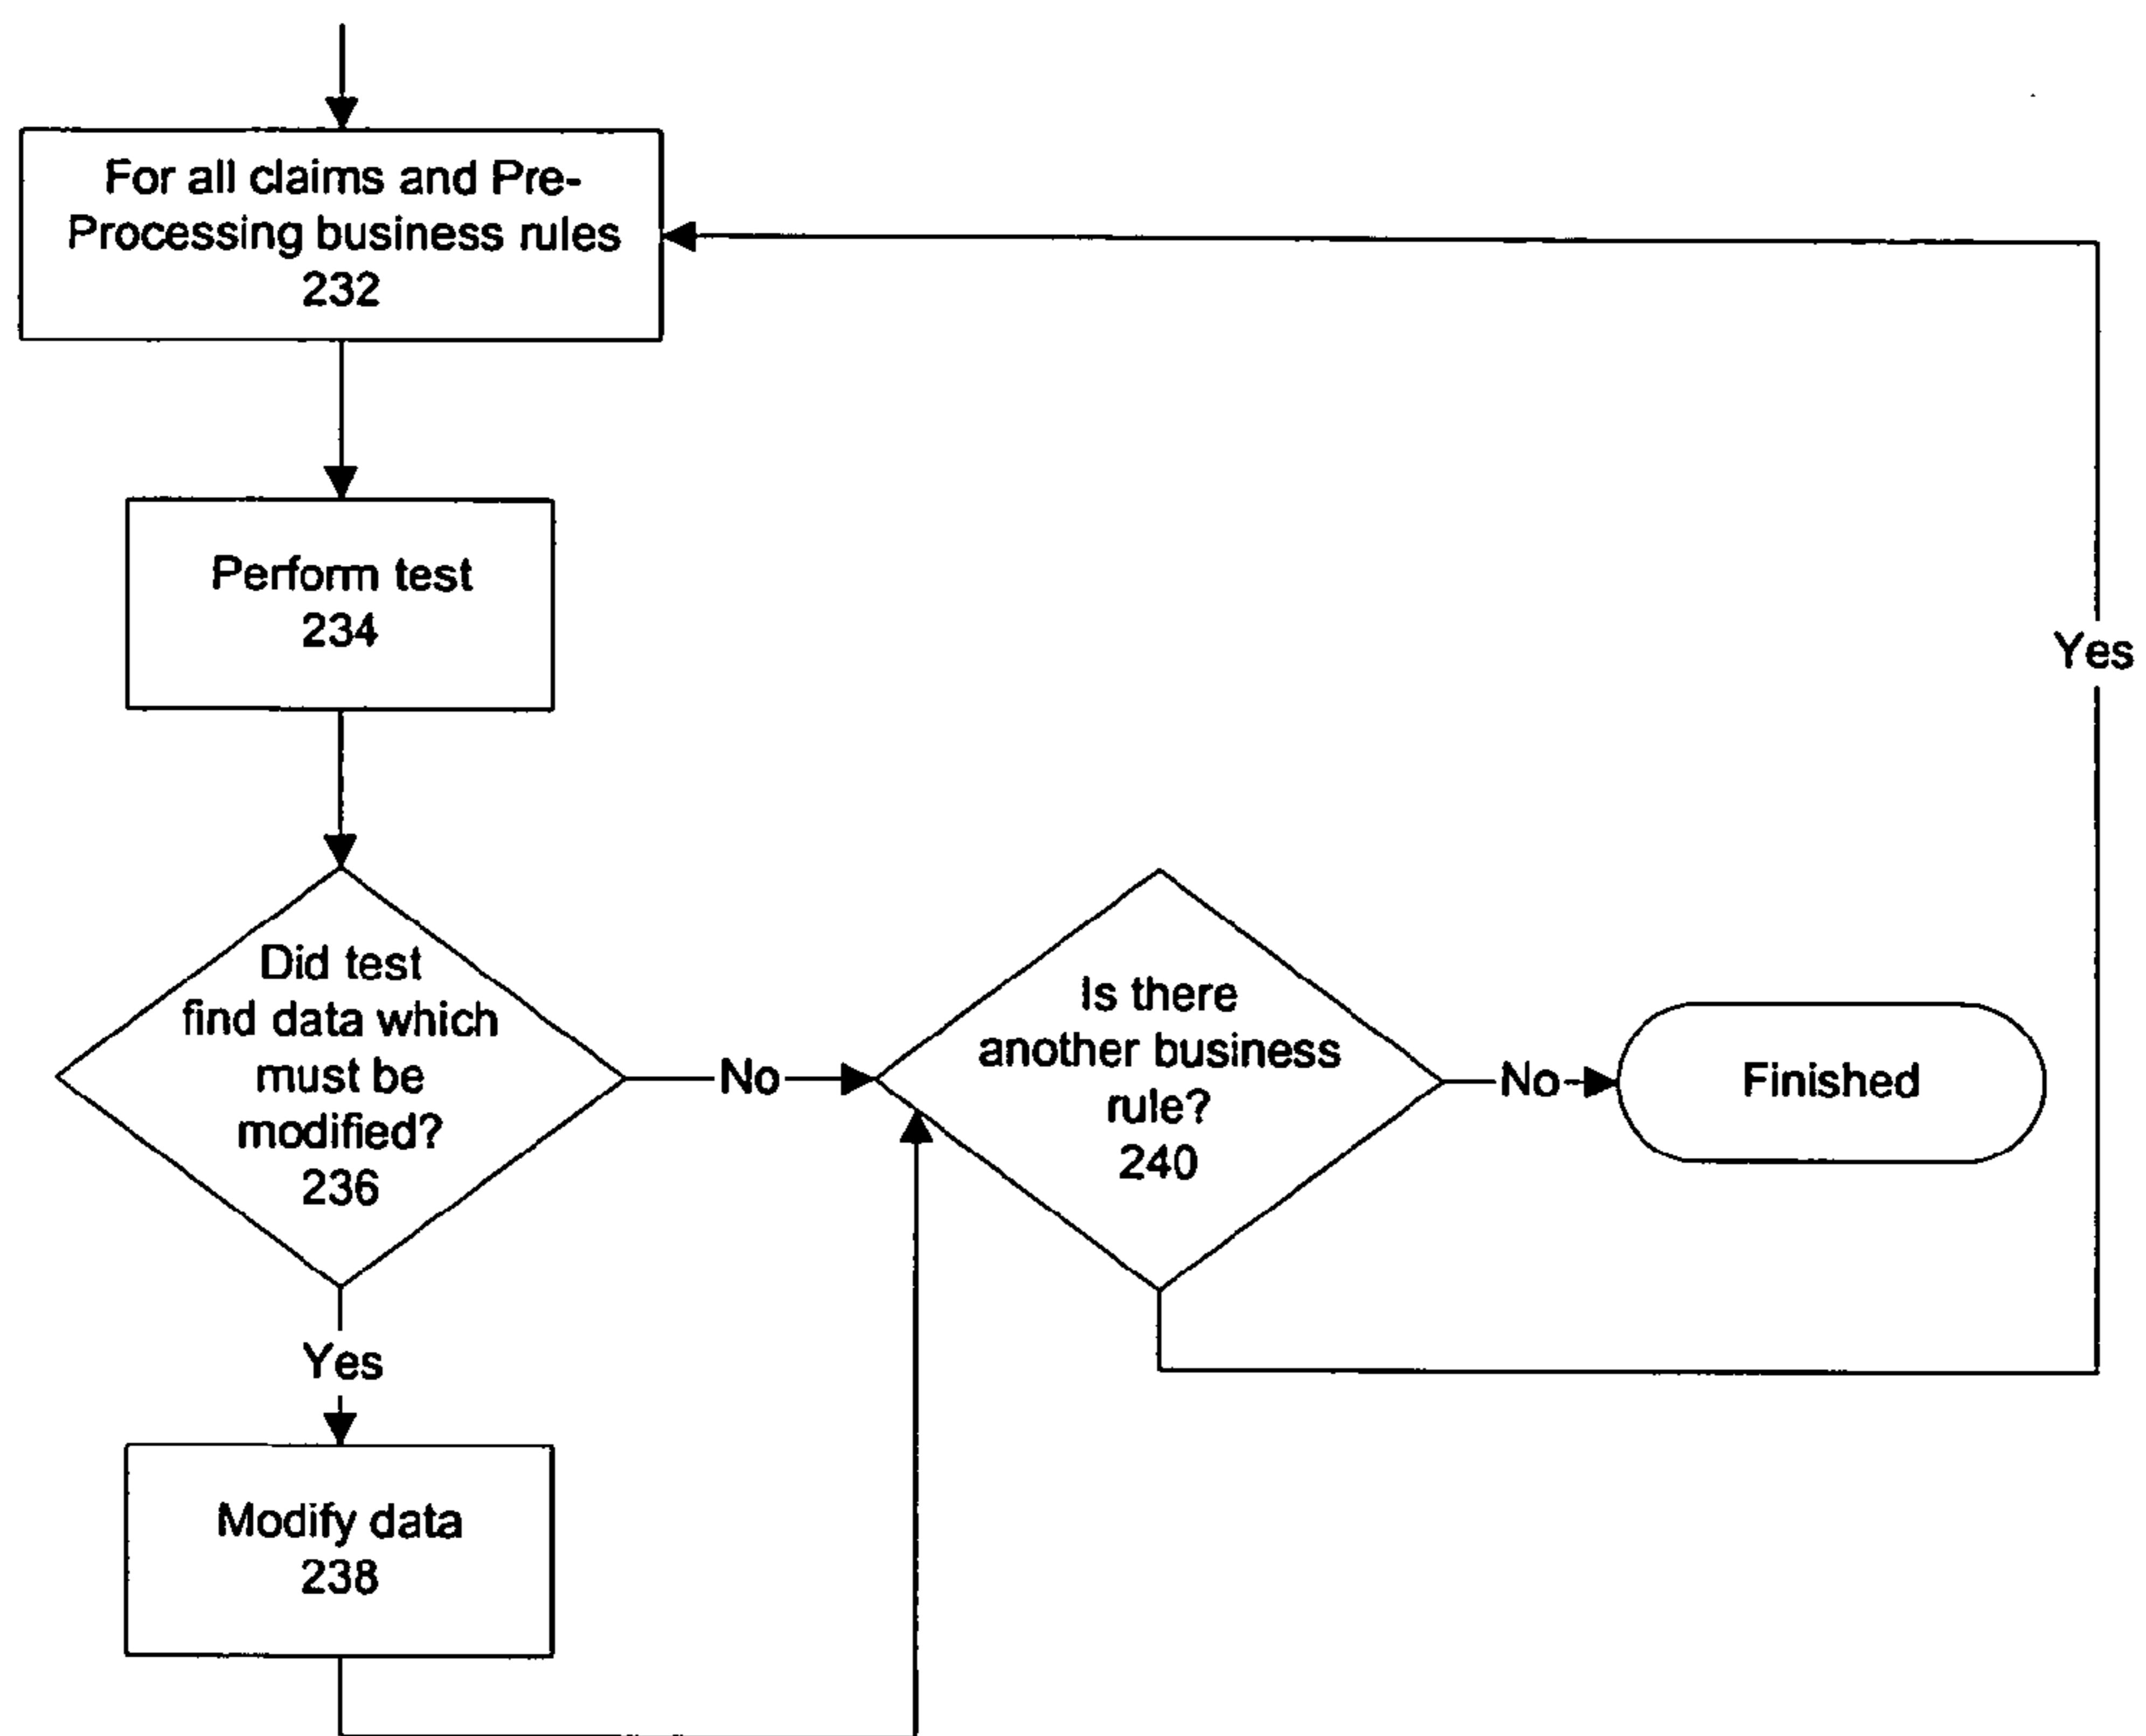 For all claims and Pre-
Processing business rules
232
Perform test
234
Yes
Did test
find data which
must be
modified?
236
No
Is there
another business
rule?
240
No
Finished
Yes
Modify data
238